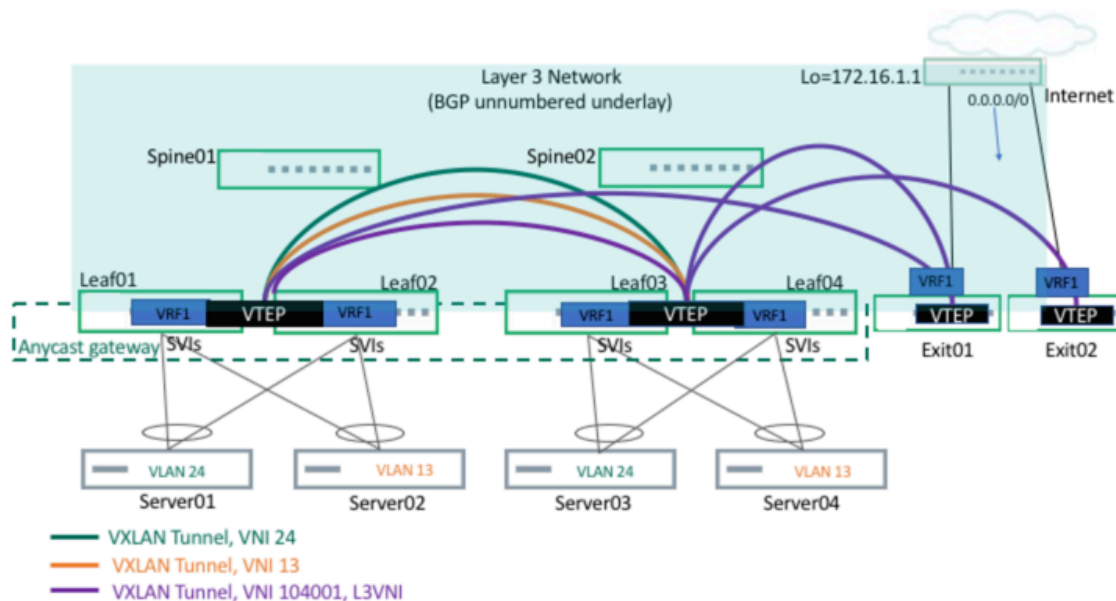 Layer 3 Network
(BGP unnumbered underlay)
Lo=172.16.1.1
0.0.0.0/0
Internet
Spine01
Spine02
Leaf01
Leaf02
Leaf03
Leaf04
VRF1
VTEP
VRF1
VRF1
VTEP
VRF1
VRF1
VTEP
VRF1
VTEP
Anycast gateway
SVIs
SVIs
SVIs
SVIs
Exit01
Exit02
VLAN 24
VLAN 13
VLAN 24
VLAN 13
Server01
Server02
Server03
Server04
VXLAN Tunnel, VNI 24
VXLAN Tunnel, VNI 13
VXLAN Tunnel, VNI 104001, L3VNI